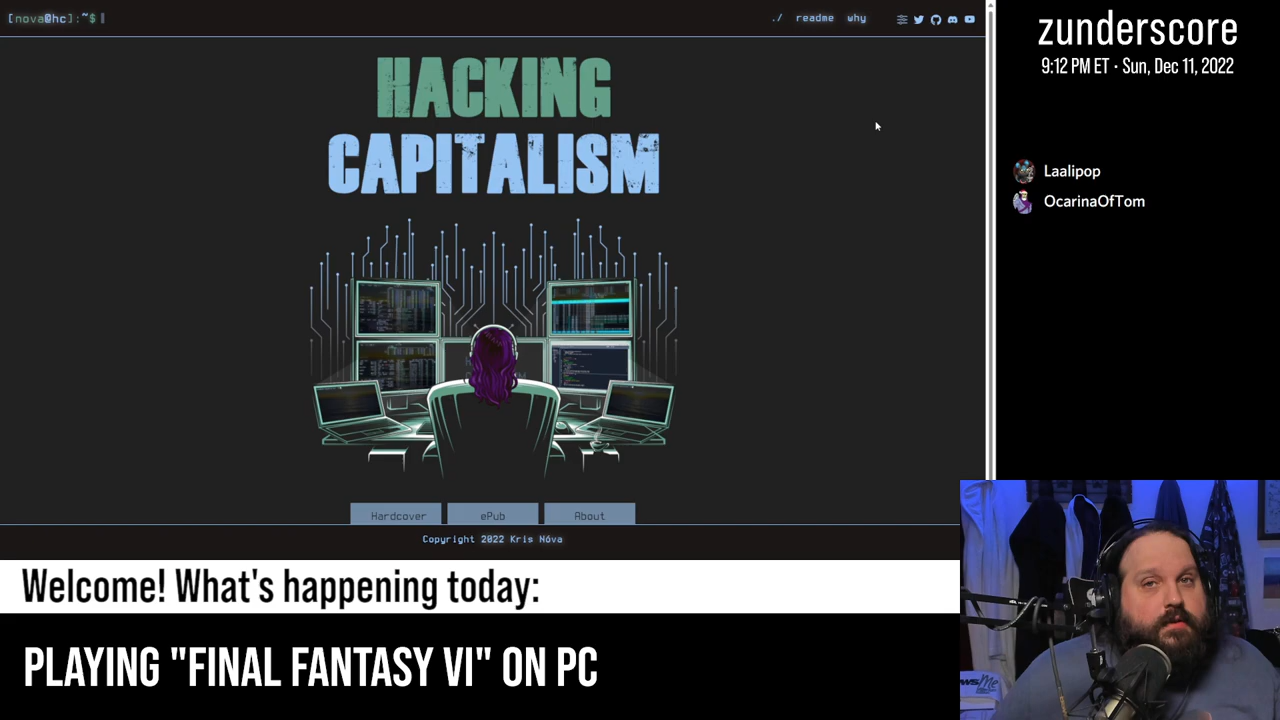 [nova@hc]:~$
./ readme why
HACKING
CAPITALISM
Hardcover ePub About
Copyright 2022 Kris Nóva
zunderscore
9:12 PM ET · Sun, Dec 11, 2022
Laalipop
OcarinaOfTom
Welcome! What's happening today:
PLAYING "FINAL FANTASY VI" ON PC